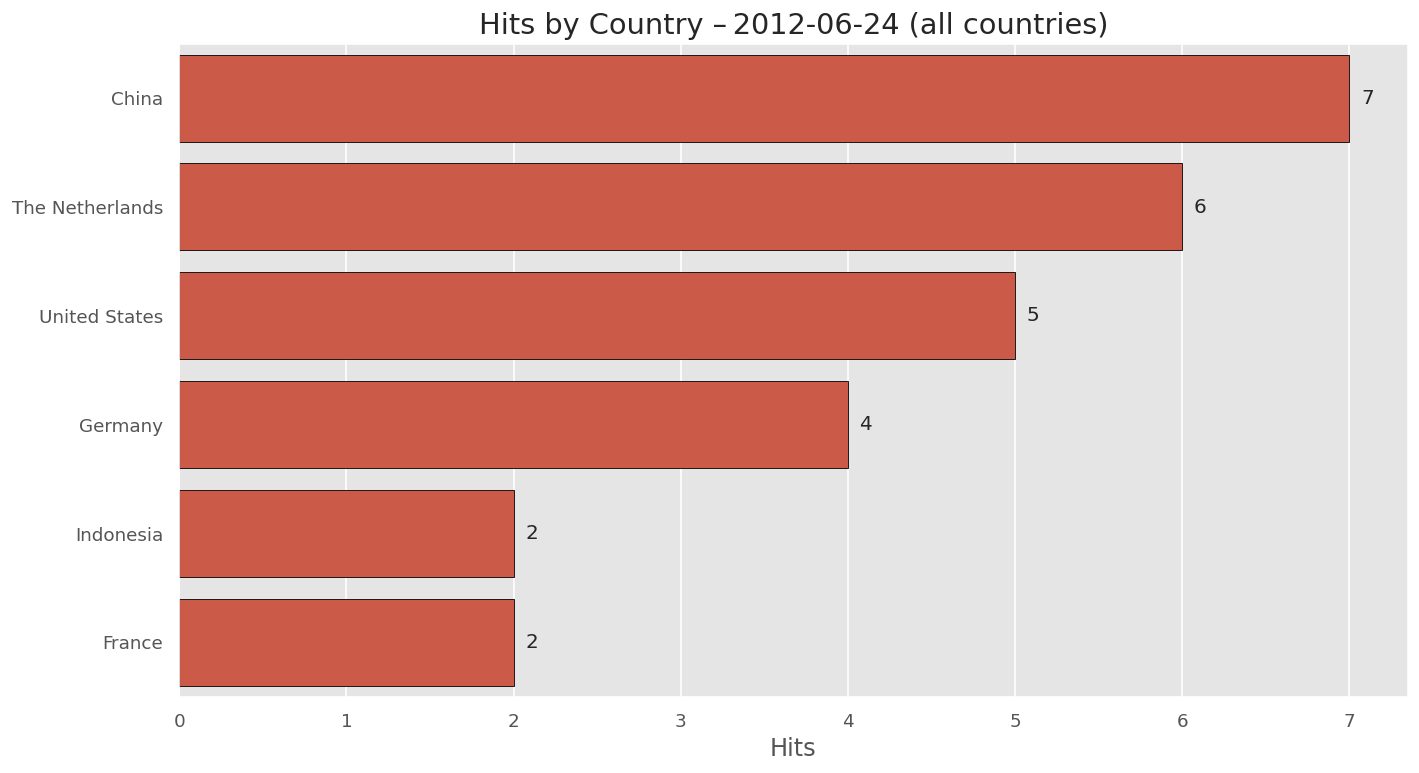 Hits by Country – 2012-06-24 (all countries)
China
7
The Netherlands
6
United States
5
Germany
4
Indonesia
2
France
2
0 1 2 3 4 5 6 7
Hits